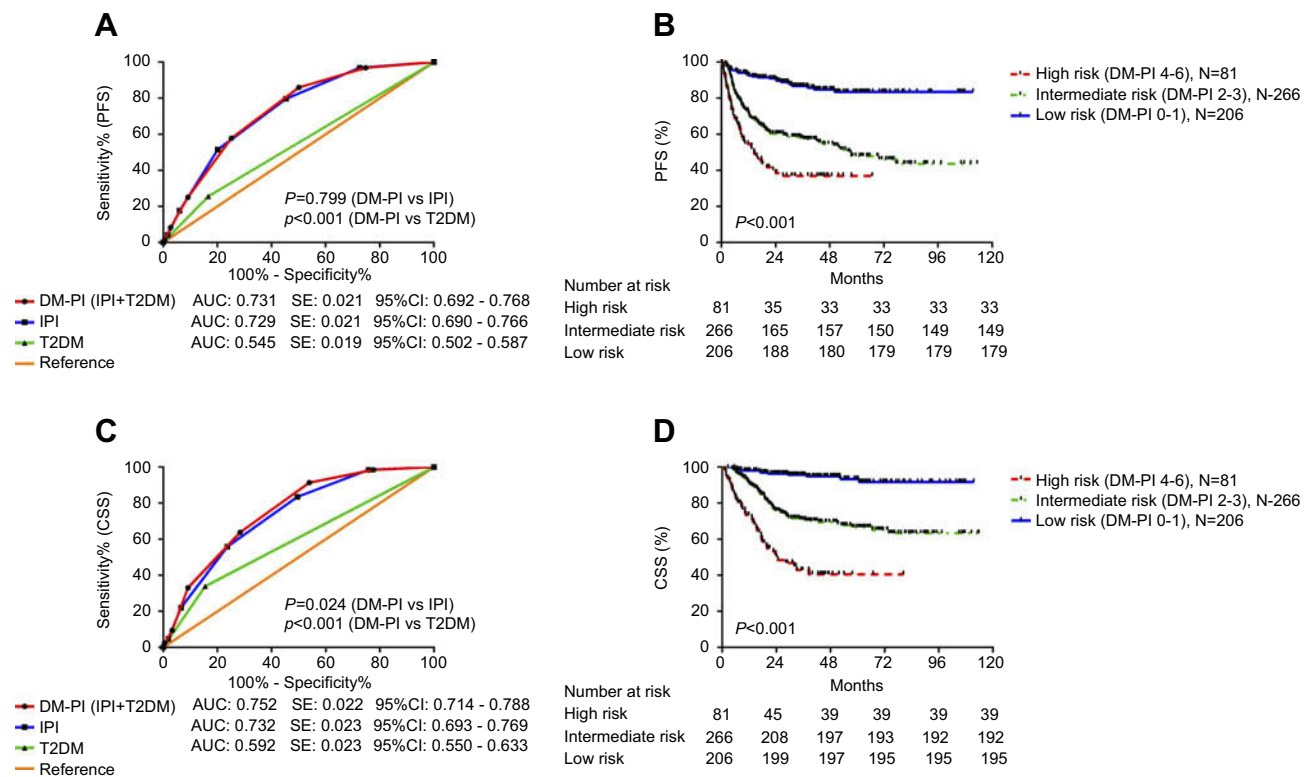 A
100
80
60
40
20
0
Sensitivity% (PFS)
P=0.799 (DM-PI vs IPI)
p<0.001 (DM-PI vs T2DM)
0 20 40 60 80 100
100% - Specificity%
DM-PI (IPI+T2DM) AUC: 0.731 SE: 0.021 95%CI: 0.692 - 0.768
IPI AUC: 0.729 SE: 0.021 95%CI: 0.690 - 0.766
T2DM AUC: 0.545 SE: 0.019 95%CI: 0.502 - 0.587
Reference
B
100
80
60
40
20
0
PFS (%)
P<0.001
0 24 48 72 96 120
Months
High risk (DM-PI 4-6), N=81
Intermediate risk (DM-PI 2-3), N-266
Low risk (DM-PI 0-1), N=206
Number at risk
High risk 81 35 33 33 33 33
Intermediate risk 266 165 157 150 149 149
Low risk 206 188 180 179 179 179
C
100
80
60
40
20
0
Sensitivity% (CSS)
P=0.024 (DM-PI vs IPI)
p<0.001 (DM-PI vs T2DM)
0 20 40 60 80 100
100% - Specificity%
DM-PI (IPI+T2DM) AUC: 0.752 SE: 0.022 95%CI: 0.714 - 0.788
IPI AUC: 0.732 SE: 0.023 95%CI: 0.693 - 0.769
T2DM AUC: 0.592 SE: 0.023 95%CI: 0.550 - 0.633
Reference
D
100
80
60
40
20
0
CSS (%)
P<0.001
0 24 48 72 96 120
Months
High risk (DM-PI 4-6), N=81
Intermediate risk (DM-PI 2-3), N-266
Low risk (DM-PI 0-1), N=206
Number at risk
High risk 81 45 39 39 39 39
Intermediate risk 266 208 197 193 192 192
Low risk 206 199 197 195 195 195